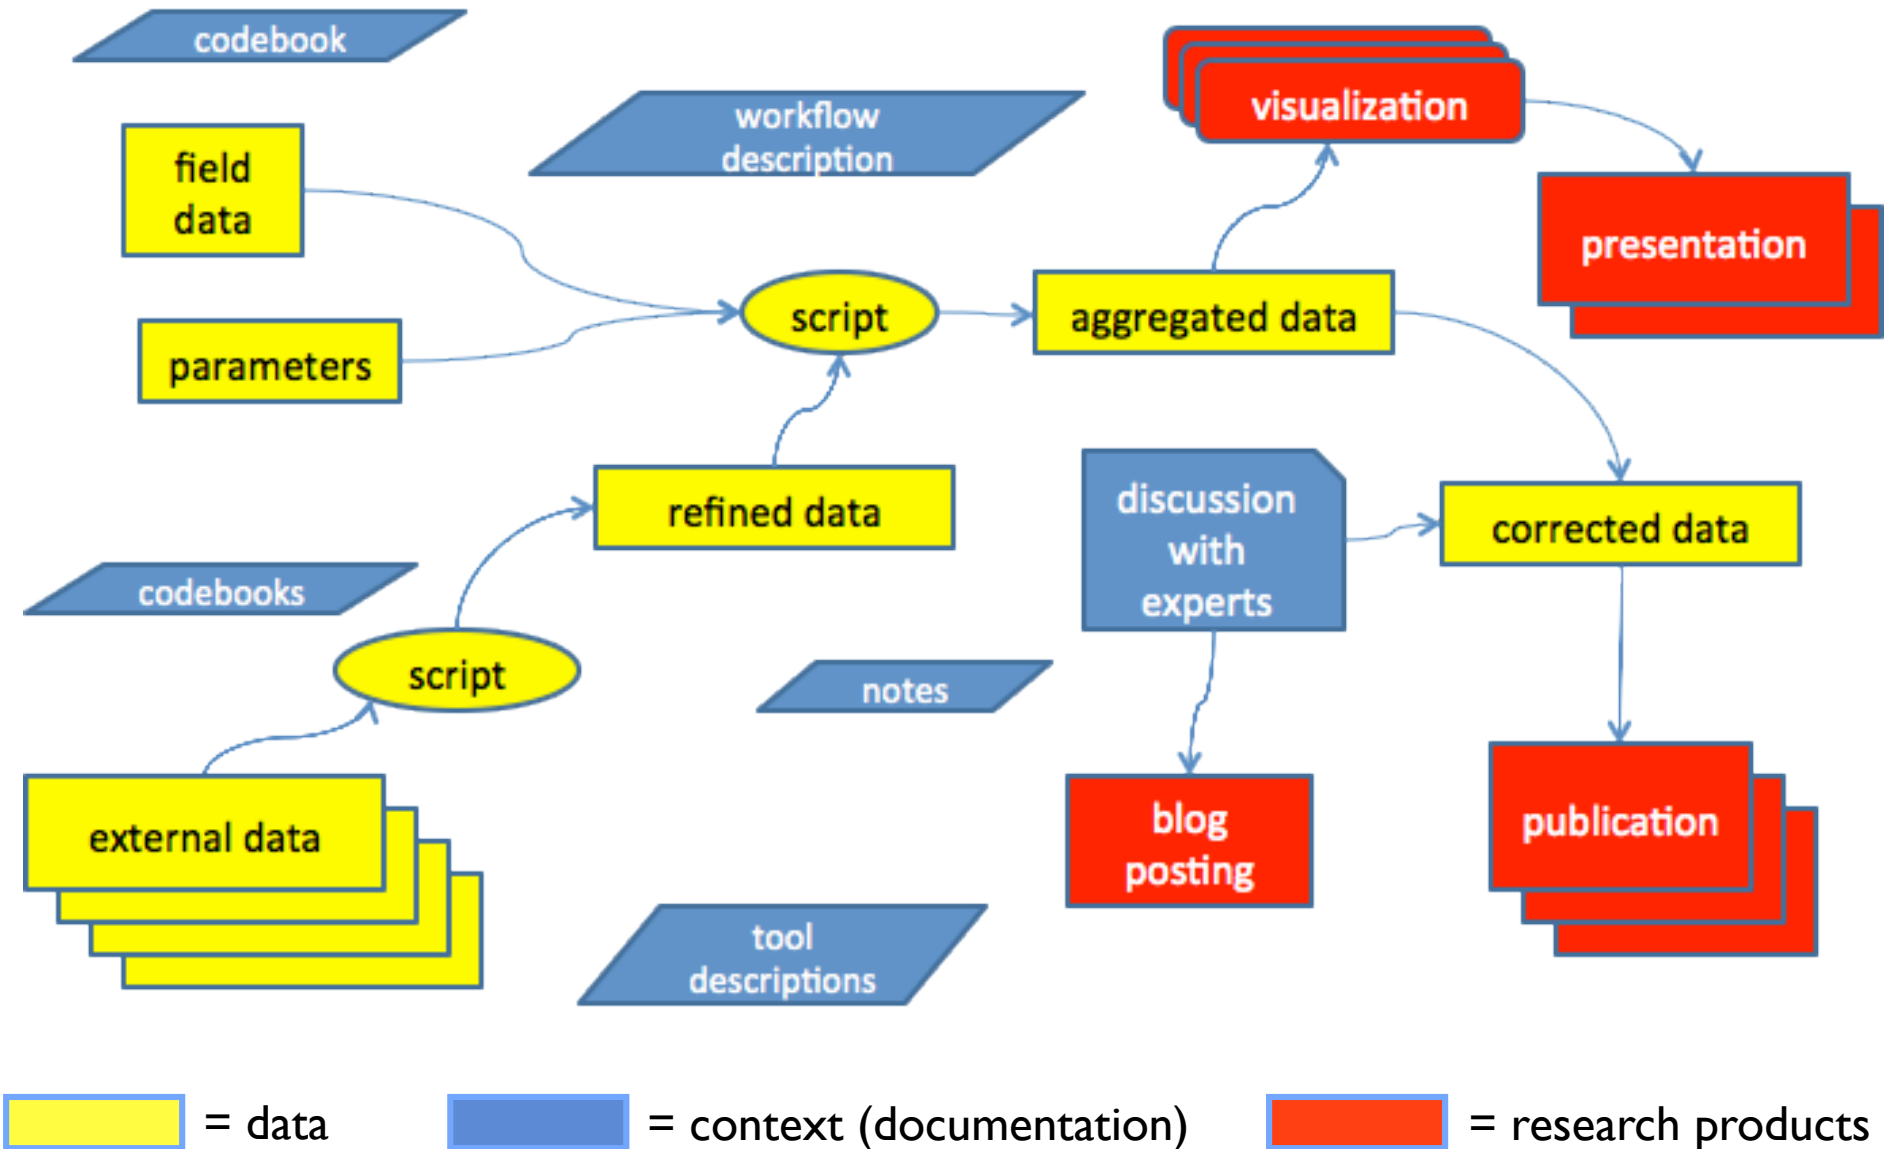 codebook
workflow
description
visualization
field
data
presentation
script
aggregated data
parameters
refined data
discussion
with
experts
corrected data
codebooks
script
notes
external data
blog
posting
publication
tool
descriptions
= data
= context (documentation)
= research products